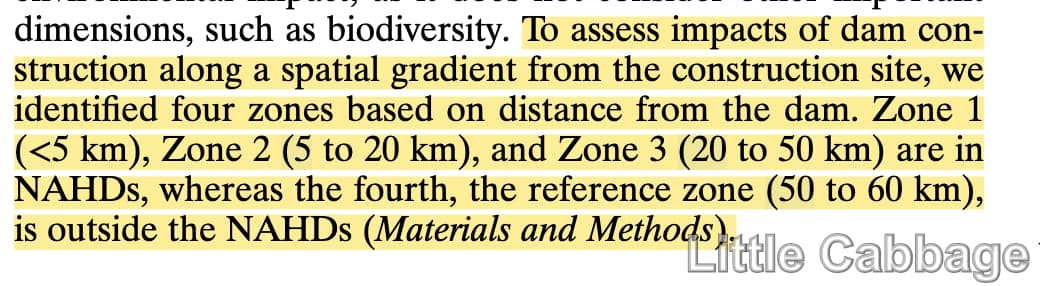 dimensions, such as biodiversity. To assess impacts of dam con-
struction along a spatial gradient from the construction site, we
identified four zones based on distance from the dam. Zone 1
(<5 km), Zone 2 (5 to 20 km), and Zone 3 (20 to 50 km) are in
NAHDs, whereas the fourth, the reference zone (50 to 60 km),
is outside the NAHDs (Materials and Methods).
Little Cabbage